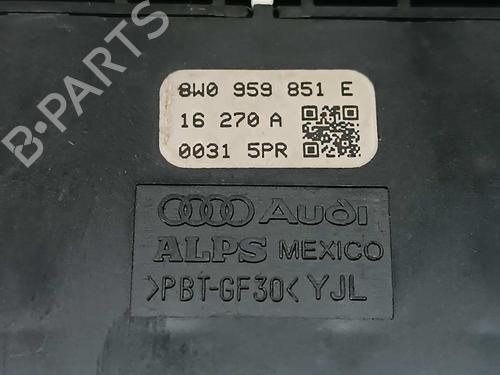 8W0 959 851 E
16 270 A
0031 5PR
Audi
ALPS MEXICO
>PBT-GF30< YJL
B-Parts